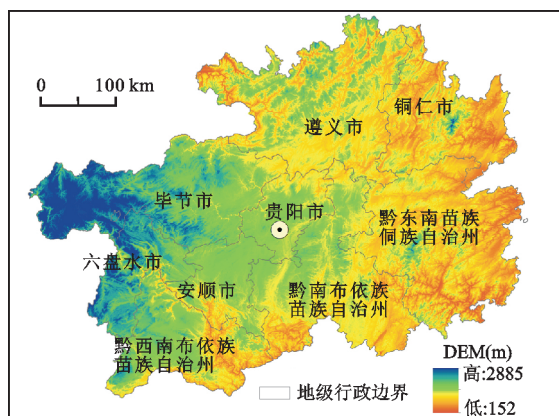 0 100 km
铜仁市
遵义市
毕节市
贵阳市
黔东南苗族
侗族自治州
六盘水市
安顺市
黔南布依族
苗族自治州
黔西南布依族
苗族自治州
DEM(m)
高:2885
低:152
地级行政边界